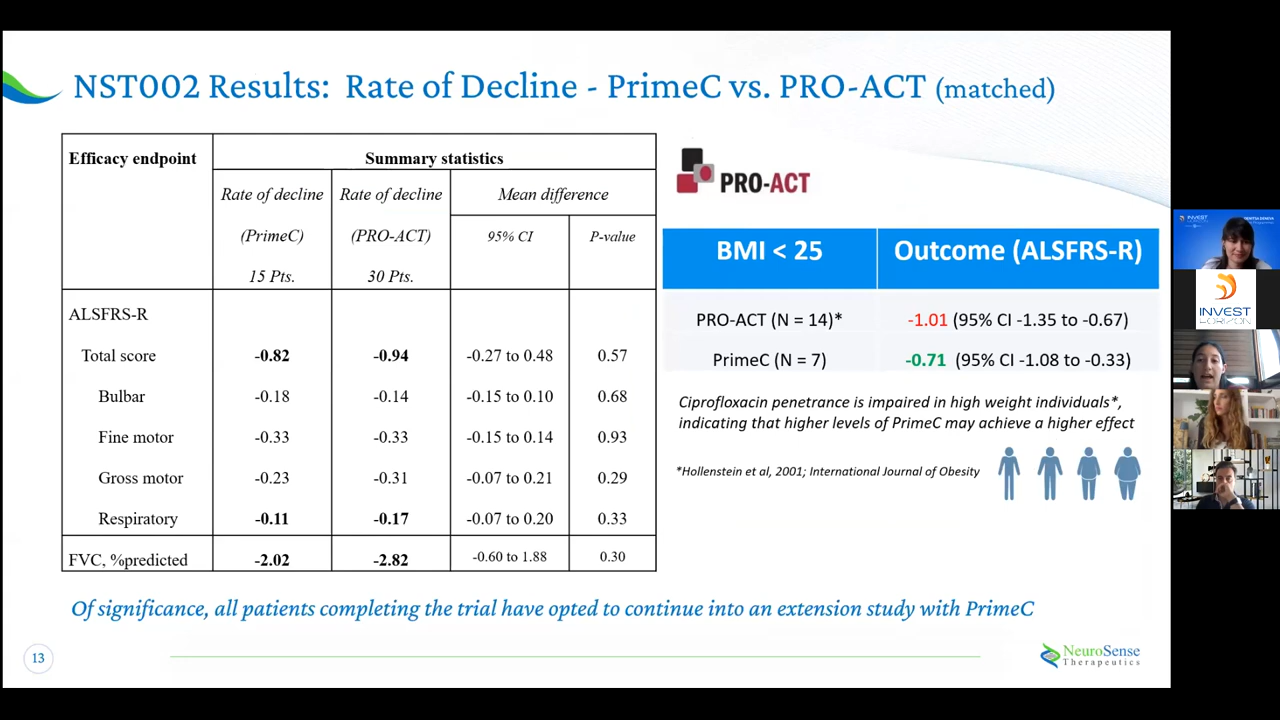 NST002 Results: Rate of Decline - PrimeC vs. PRO-ACT (matched)
Efficacy endpoint
Summary statistics
Rate of decline
(PrimeC)
15 Pts.
Rate of decline
(PRO-ACT)
30 Pts.
Mean difference
95% CI
P-value
ALSFRS-R
Total score -0.82 -0.94 -0.27 to 0.48 0.57
Bulbar -0.18 -0.14 -0.15 to 0.10 0.68
Fine motor -0.33 -0.33 -0.15 to 0.14 0.93
Gross motor -0.23 -0.31 -0.07 to 0.21 0.29
Respiratory -0.11 -0.17 -0.07 to 0.20 0.33
FVC, %predicted -2.02 -2.82 -0.60 to 1.88 0.30
PRO-ACT
BMI < 25 Outcome (ALSFRS-R)
PRO-ACT (N = 14)* -1.01 (95% CI -1.35 to -0.67)
PrimeC (N = 7) -0.71 (95% CI -1.08 to -0.33)
Ciprofloxacin penetrance is impaired in high weight individuals*,
indicating that higher levels of PrimeC may achieve a higher effect
*Hollenstein et al, 2001; International Journal of Obesity
Of significance, all patients completing the trial have opted to continue into an extension study with PrimeC
13
NeuroSense
Therapeutics
INVEST
HORIZON